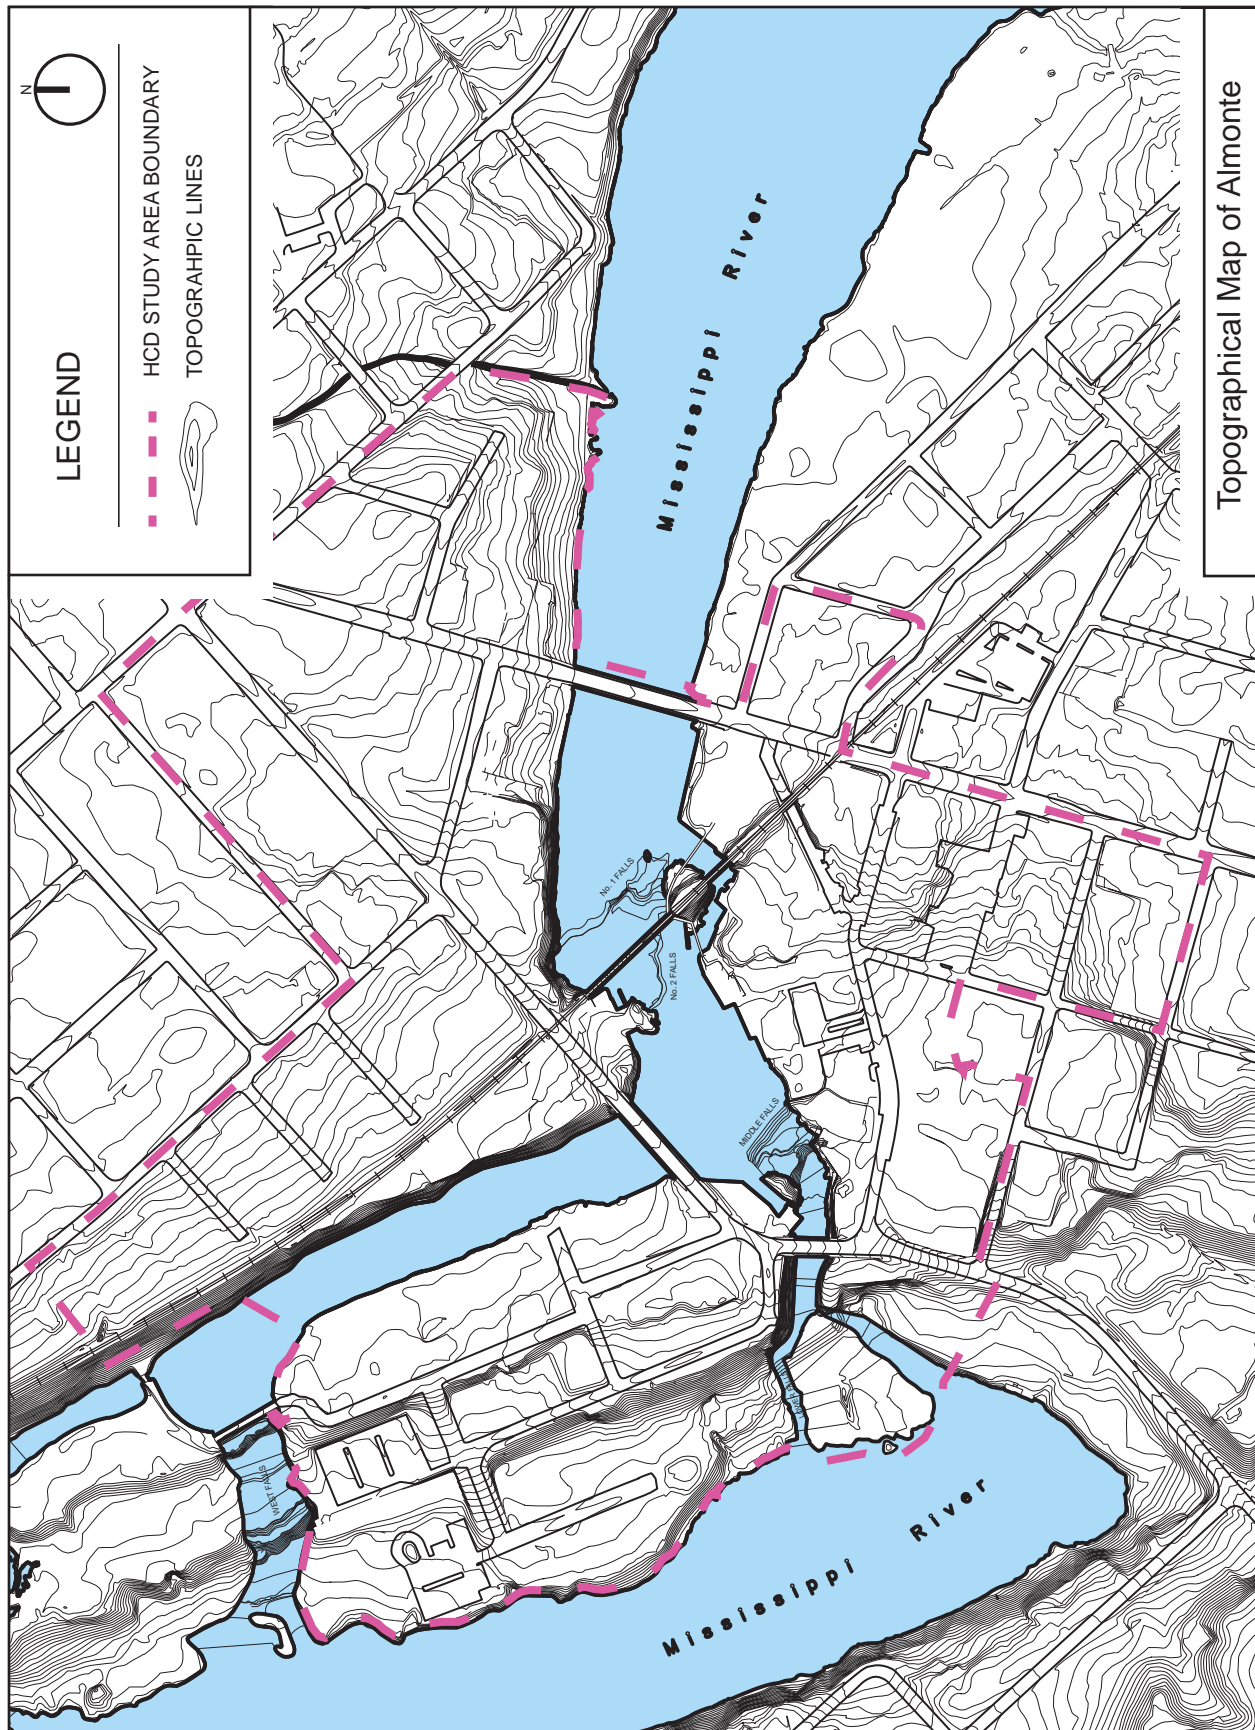 LEGEND
N
HCD STUDY AREA BOUNDARY
TOPOGRAHPIC LINES
Mississippi River
No. 1 FALLS
No. 2 FALLS
MIDDLE FALLS
WEST FALLS
Mississippi River
Topographical Map of Almonte